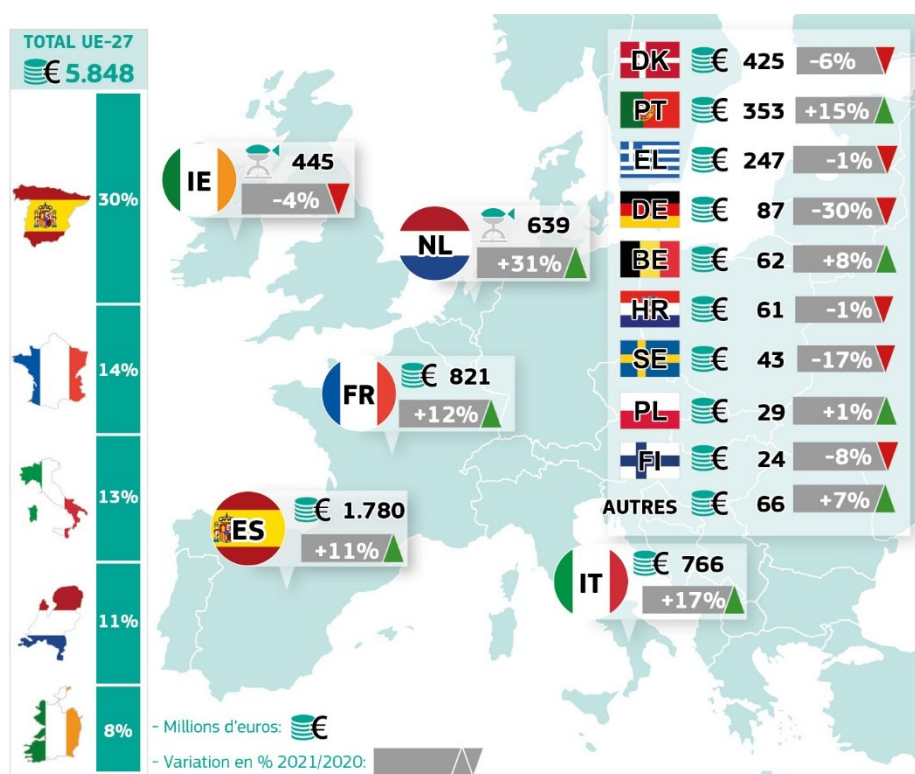 TOTAL UE-27
€ 5.848
30%
14%
13%
11%
8%
IE
445
-4%
NL
639
+31%
FR
€ 821
+12%
ES
€ 1.780
+11%
IT
€ 766
+17%
DK € 425 -6%
PT € 353 +15%
EL € 247 -1%
DE € 87 -30%
BE € 62 +8%
HR € 61 -1%
SE € 43 -17%
PL € 29 +1%
FI € 24 -8%
AUTRES € 66 +7%
- Millions d'euros: €
- Variation en % 2021/2020: